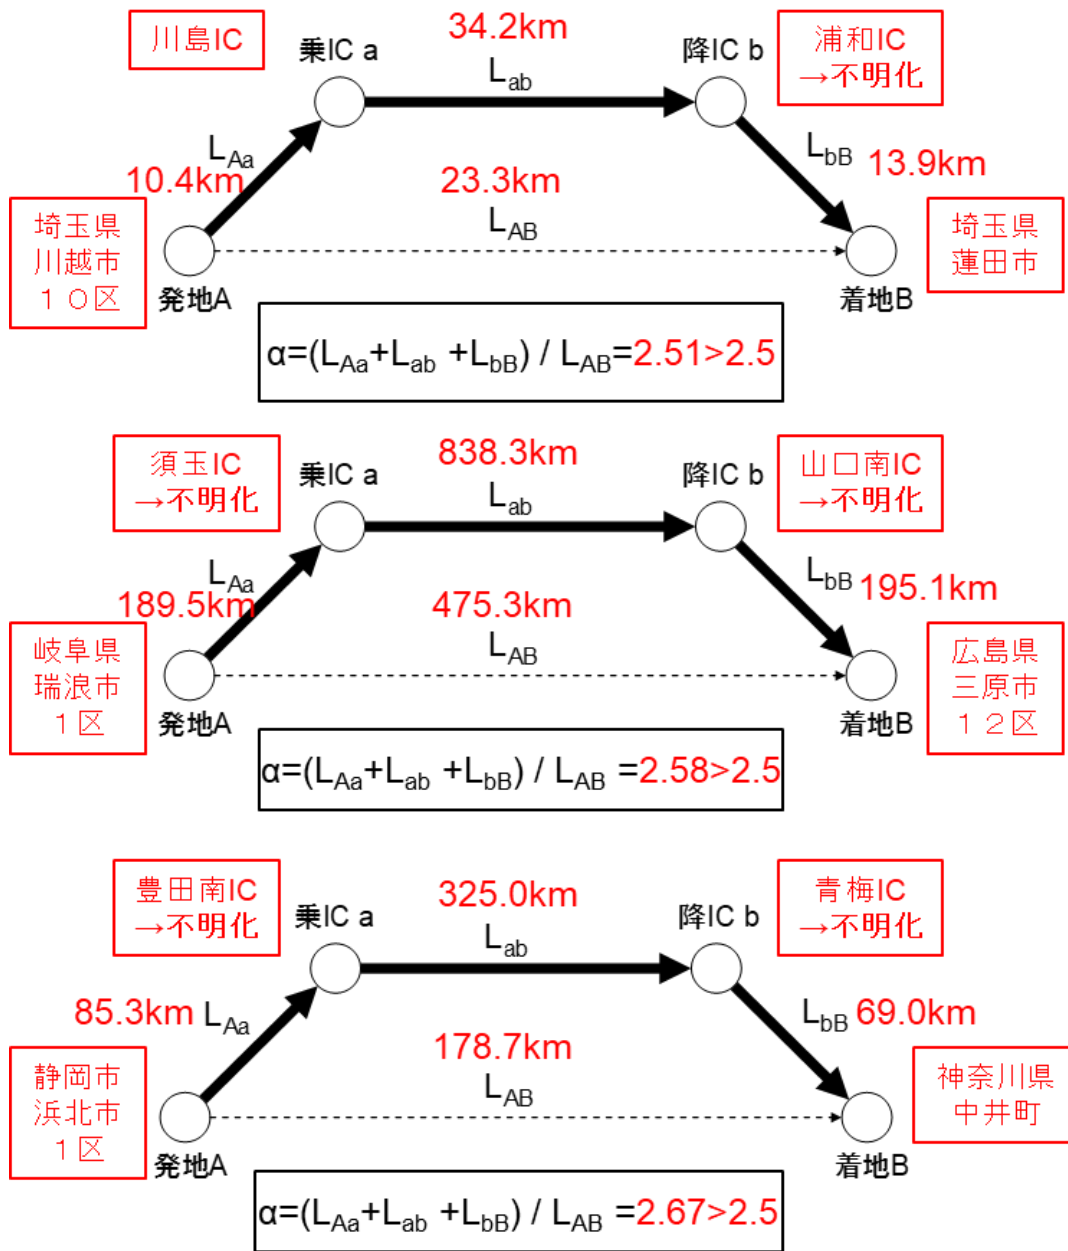 川島IC
乗IC a
34.2km
Lab
降IC b
浦和IC
→不明化
LAa
10.4km
23.3km
LAB
LbB
13.9km
埼玉県
川越市
１０区
発地A
埼玉県
蓮田市
着地B
α=(LAa+Lab +LbB) / LAB=2.51>2.5
須玉IC
→不明化
乗IC a
838.3km
Lab
降IC b
山口南IC
→不明化
LAa
189.5km
475.3km
LAB
LbB
195.1km
岐阜県
瑞浪市
１区
発地A
広島県
三原市
１２区
着地B
α=(LAa+Lab +LbB) / LAB =2.58>2.5
豊田南IC
→不明化
乗IC a
325.0km
Lab
降IC b
青梅IC
→不明化
85.3km LAa
178.7km
LAB
LbB 69.0km
静岡市
浜北市
１区
発地A
神奈川県
中井町
着地B
α=(LAa+Lab +LbB) / LAB =2.67>2.5